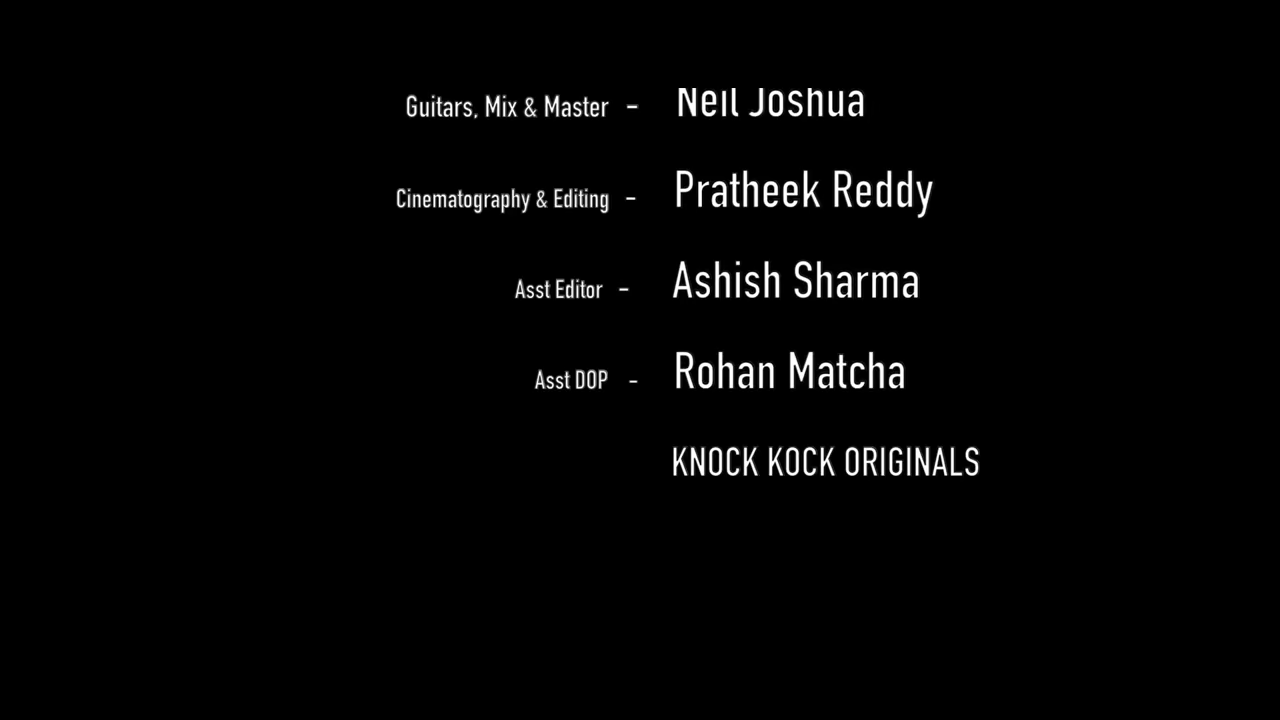 Guitars, Mix & Master - Neil Joshua
Cinematography & Editing - Pratheek Reddy
Asst Editor - Ashish Sharma
Asst DOP - Rohan Matcha
KNOCK KOCK ORIGINALS